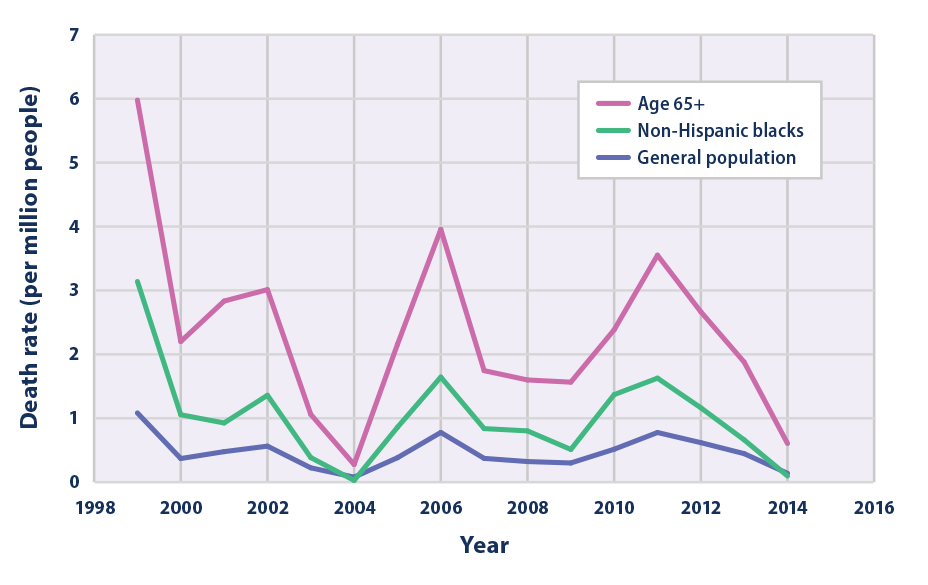 7
6
5
4
3
2
1
0
Death rate (per million people)
Age 65+
Non-Hispanic blacks
General population
1998 2000 2002 2004 2006 2008 2010 2012 2014 2016
Year